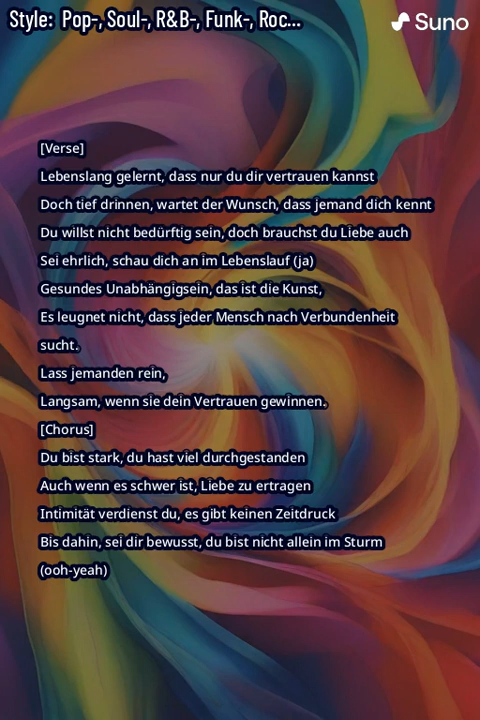 Style: Pop-, Soul-, R&B-, Funk-, Roc...
Suno
[Verse]
Lebenslang gelernt, dass nur du dir vertrauen kannst
Doch tief drinnen, wartet der Wunsch, dass jemand dich kennt
Du willst nicht bedürftig sein, doch brauchst du Liebe auch
Sei ehrlich, schau dich an im Lebenslauf (ja)
Gesundes Unabhängigsein, das ist die Kunst,
Es leugnet nicht, dass jeder Mensch nach Verbundenheit
sucht.
Lass jemanden rein,
Langsam, wenn sie dein Vertrauen gewinnen.
[Chorus]
Du bist stark, du hast viel durchgestanden
Auch wenn es schwer ist, Liebe zu ertragen
Intimität verdienst du, es gibt keinen Zeitdruck
Bis dahin, sei dir bewusst, du bist nicht allein im Sturm
(ooh-yeah)